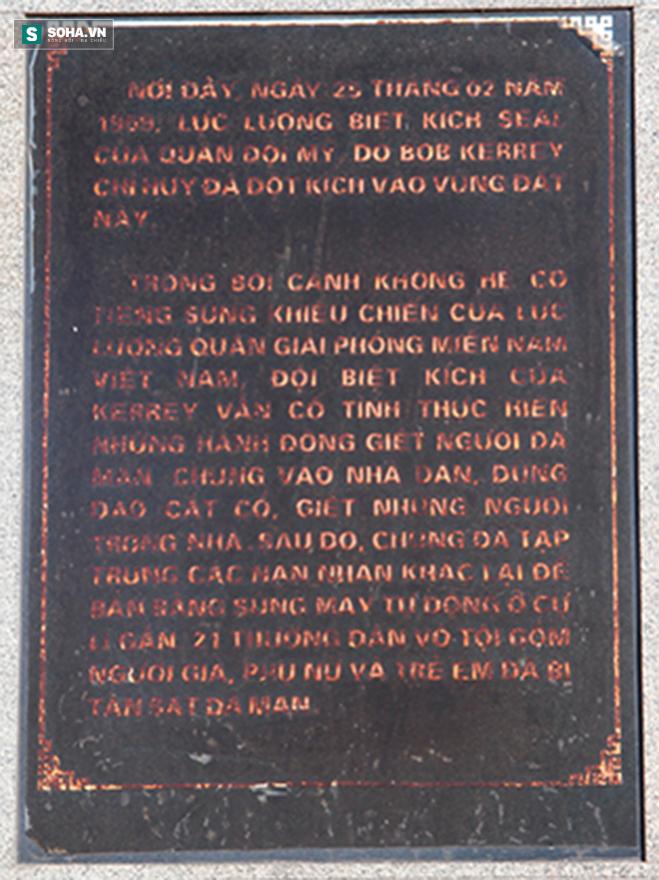 SOHA.VN
NƠI ĐÂY, NGÀY 25 THÁNG 02 NĂM
1969, LỰC LƯỢNG BIỆT KÍCH SEAL
CỦA QUÂN ĐỘI MỸ, DO BOB KERREY
CHỈ HUY ĐÃ ĐỘT KÍCH VÀO VÙNG ĐẤT
NÀY.
TRONG BỐI CẢNH KHÔNG HỀ CÓ
TIẾNG SÚNG KHIÊU CHIẾN CỦA LỰC
LƯỢNG QUÂN GIẢI PHÓNG MIỀN NAM
VIỆT NAM, ĐỘI BIỆT KÍCH CỦA
KERREY VẪN CỐ TÌNH THỰC HIỆN
NHỮNG HÀNH ĐỘNG GIẾT NGƯỜI DÃ
MAN. CHÚNG VÀO NHÀ DÂN, DÙNG
DAO CẮT CỔ, GIẾT NHỮNG NGƯỜI
TRONG NHÀ. SAU ĐÓ, CHÚNG ĐÃ TẬP
TRUNG CÁC NẠN NHÂN KHÁC LẠI ĐỂ
BẮN BẰNG SÚNG MÁY TỰ ĐỘNG Ở CỰ
LI GẦN. 21 THƯỜNG DÂN VÔ TỘI GỒM
NGƯỜI GIÀ, PHỤ NỮ VÀ TRẺ EM ĐÃ BỊ
TÀN SÁT DÃ MAN.